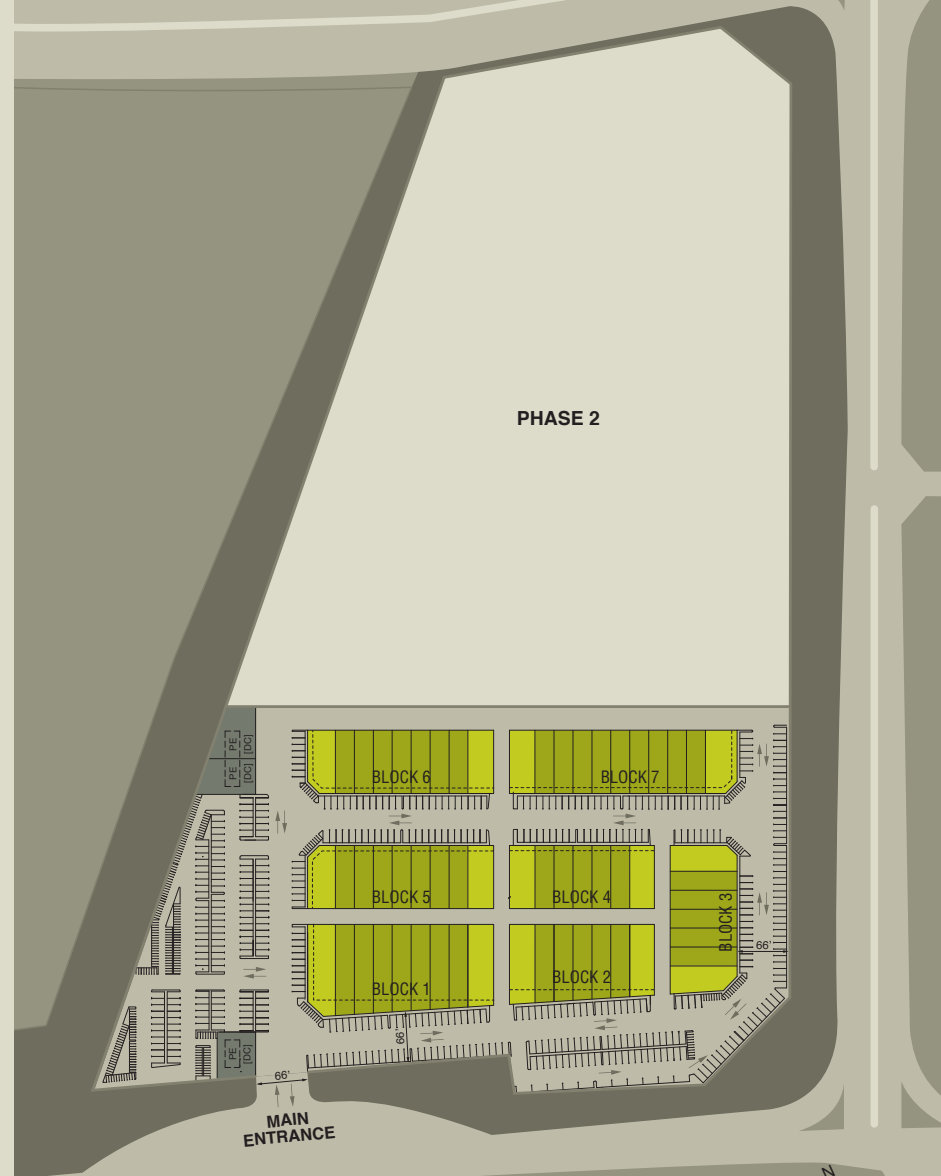 PHASE 2
PE
[DC]
PE
[DC]
BLOCK 6
BLOCK 7
BLOCK 5
BLOCK 4
BLOCK 3
66'
BLOCK 1
BLOCK 2
66'
PE
[DC]
66'
MAIN
ENTRANCE
N